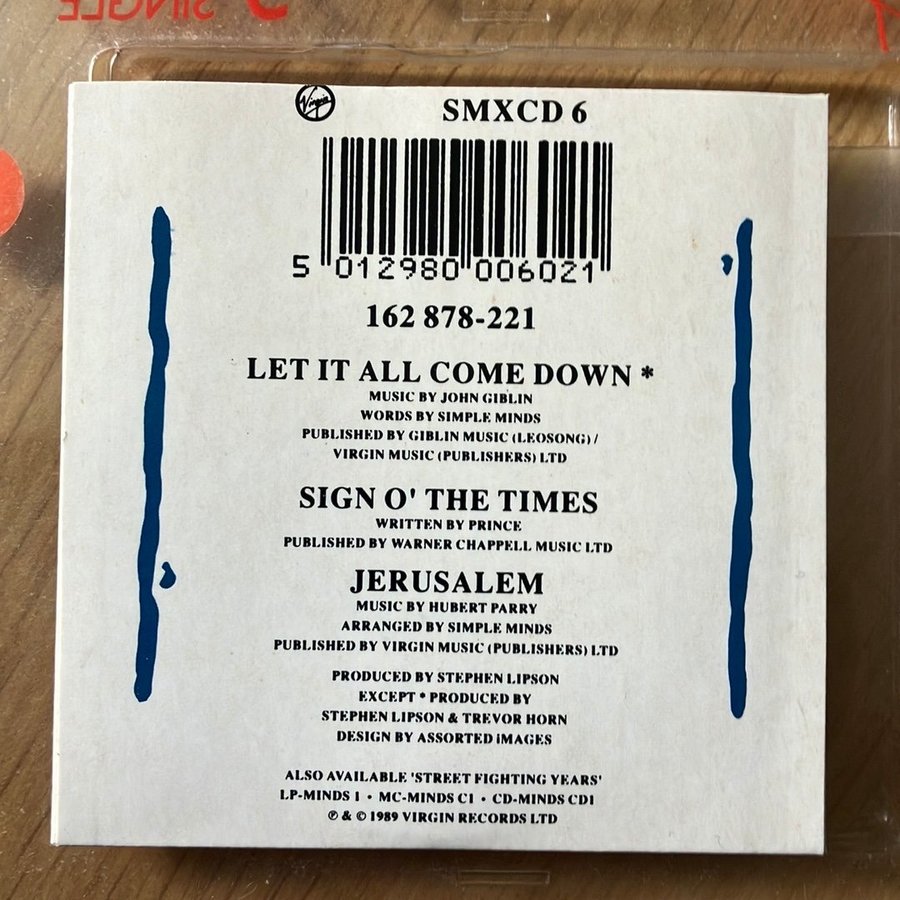 3" SINGLE
Virgin
SMXCD 6
5 012980 006021
162 878-221
LET IT ALL COME DOWN *
MUSIC BY JOHN GIBLIN
WORDS BY SIMPLE MINDS
PUBLISHED BY GIBLIN MUSIC (LEOSONG) /
VIRGIN MUSIC (PUBLISHERS) LTD
SIGN O' THE TIMES
WRITTEN BY PRINCE
PUBLISHED BY WARNER CHAPPELL MUSIC LTD
JERUSALEM
MUSIC BY HUBERT PARRY
ARRANGED BY SIMPLE MINDS
PUBLISHED BY VIRGIN MUSIC (PUBLISHERS) LTD
PRODUCED BY STEPHEN LIPSON
EXCEPT * PRODUCED BY
STEPHEN LIPSON & TREVOR HORN
DESIGN BY ASSORTED iMAGES
ALSO AVAILABLE 'STREET FIGHTING YEARS'
LP-MINDS 1 • MC-MINDS C1 • CD-MINDS CD1
℗ & © 1989 VIRGIN RECORDS LTD